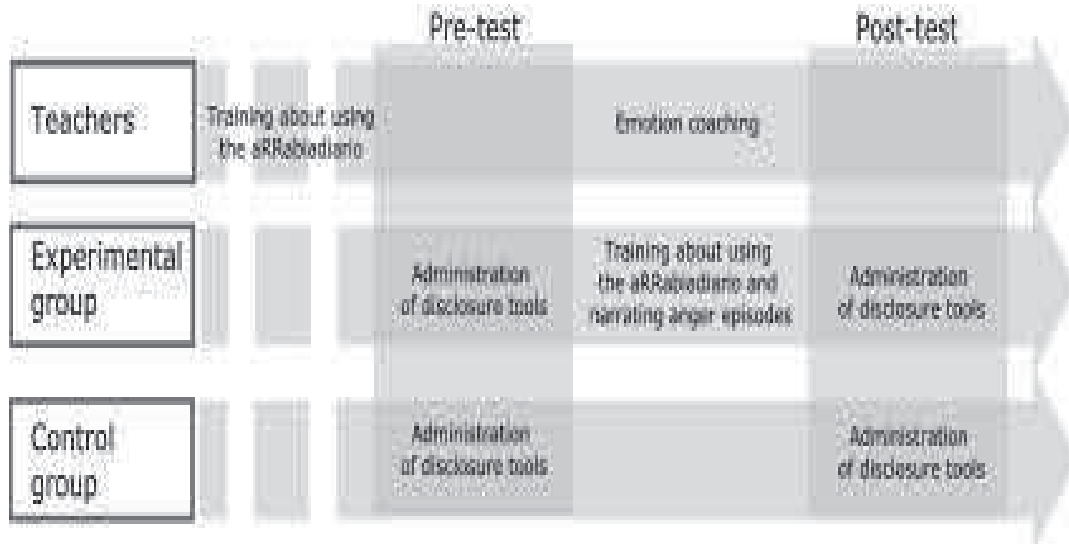 Pre-test
Post-test
Teachers
Training about using
the aRRabiadiario
Emotion coaching
Experimental
group
Administration
of disclosure tools
Training about using
the aRRabiadiario and
narrating anger episodes
Administration
of disclosure tools
Control
group
Administration
of disclosure tools
Administration
of disclosure tools